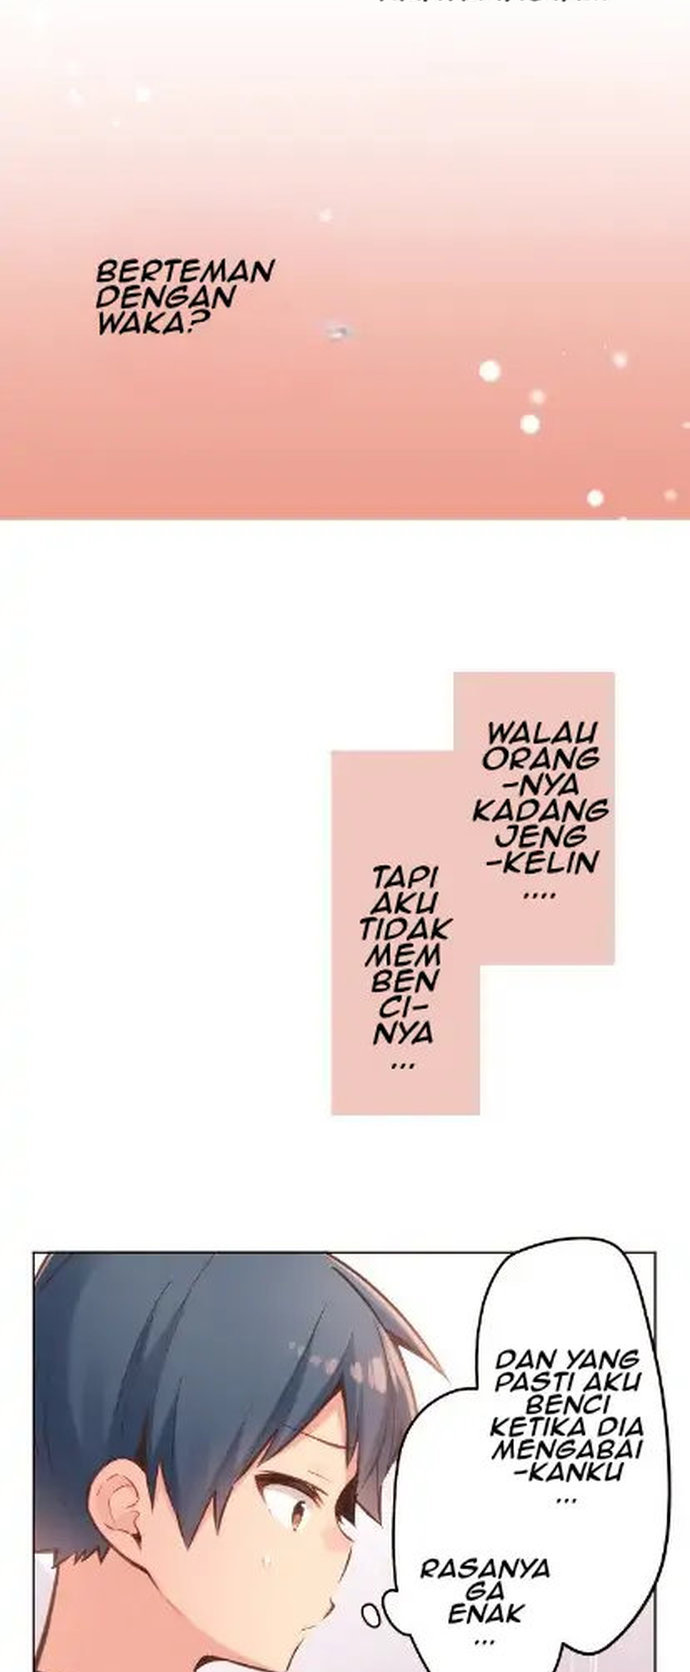 BERTEMAN
DENGAN
WAKA?
WALAU
ORANG
-NYA
KADANG
JENG
-KELIN
....
TAPI
AKU
TIDAK
MEM
BEN
CI-
NYA
...
DAN YANG
PASTI AKU
BENCI
KETIKA DIA
MENGABAI
-KANKU
...
RASANYA
GA
ENAK
...